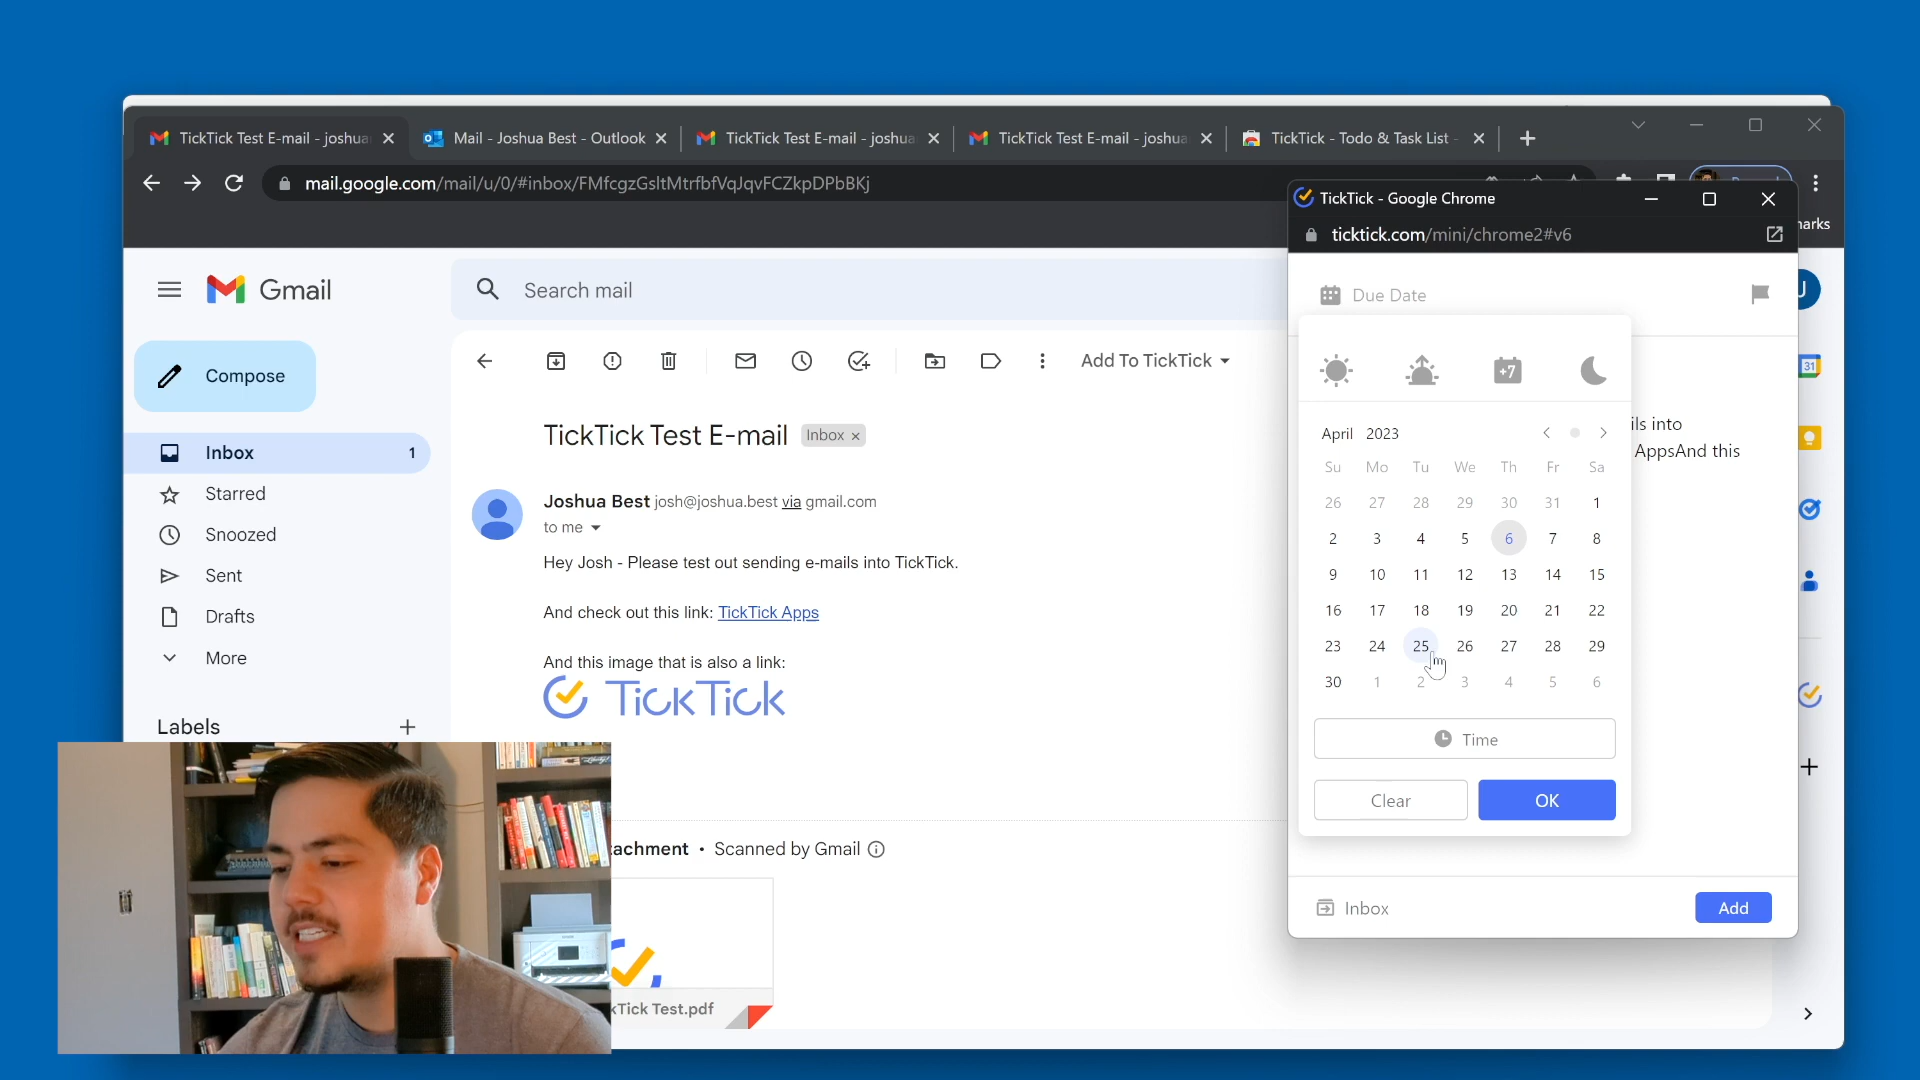 TickTick Test E-mail - joshua
Mail - Joshua Best - Outlook
TickTick Test E-mail - joshua
TickTick Test E-mail - joshua
TickTick - Todo & Task List -
mail.google.com/mail/u/0/#inbox/FMfcgzGsltMtrfbfVqJqvFCZkpDPbBKj
TickTick - Google Chrome
ticktick.com/mini/chrome2#v6
arks
Gmail
Search mail
Due Date
J
Compose
Add To TickTick
+7
31
Inbox 1
Starred
Snoozed
Sent
Drafts
More
Labels
TickTick Test E-mail Inbox
Joshua Best josh@joshua.best via gmail.com
to me
Hey Josh - Please test out sending e-mails into TickTick.
And check out this link: TickTick Apps
And this image that is also a link:
TickTick
ils into
AppsAnd this
April 2023
Su Mo Tu We Th Fr Sa
26 27 28 29 30 31 1
2 3 4 5 6 7 8
9 10 11 12 13 14 15
16 17 18 19 20 21 22
23 24 25 26 27 28 29
30 1 2 3 4 5 6
Time
Clear OK
Inbox Add
tachment • Scanned by Gmail
kTick Test.pdf